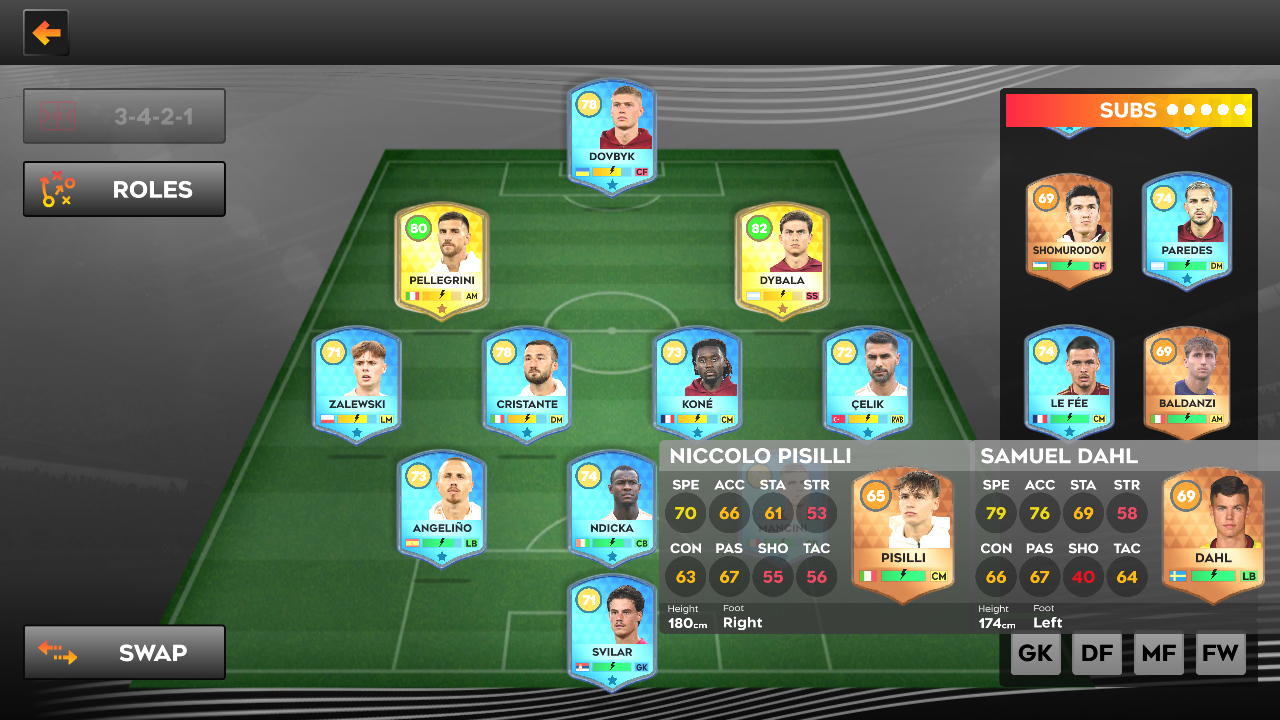 3-4-2-1
ROLES
SUBS
78
DOVBYK
CF
80
PELLEGRINI
AM
82
DYBALA
SS
69
SHOMURODOV
CF
74
PAREDES
DM
71
ZALEWSKI
LM
78
CRISTANTE
DM
73
KONÉ
CM
72
ÇELIK
RWB
74
LE FÉE
CM
69
BALDANZI
AM
73
ANGELIÑO
LB
74
NDICKA
CB
MANCINI
NICCOLO PISILLI
SPE ACC STA STR
70 66 61 53
CON PAS SHO TAC
63 67 55 56
Height Foot
180cm Right
65
PISILLI
CM
SAMUEL DAHL
SPE ACC STA STR
79 76 69 58
CON PAS SHO TAC
66 67 40 64
Height Foot
174cm Left
69
DAHL
LB
71
SVILAR
GK
SWAP
GK DF MF FW